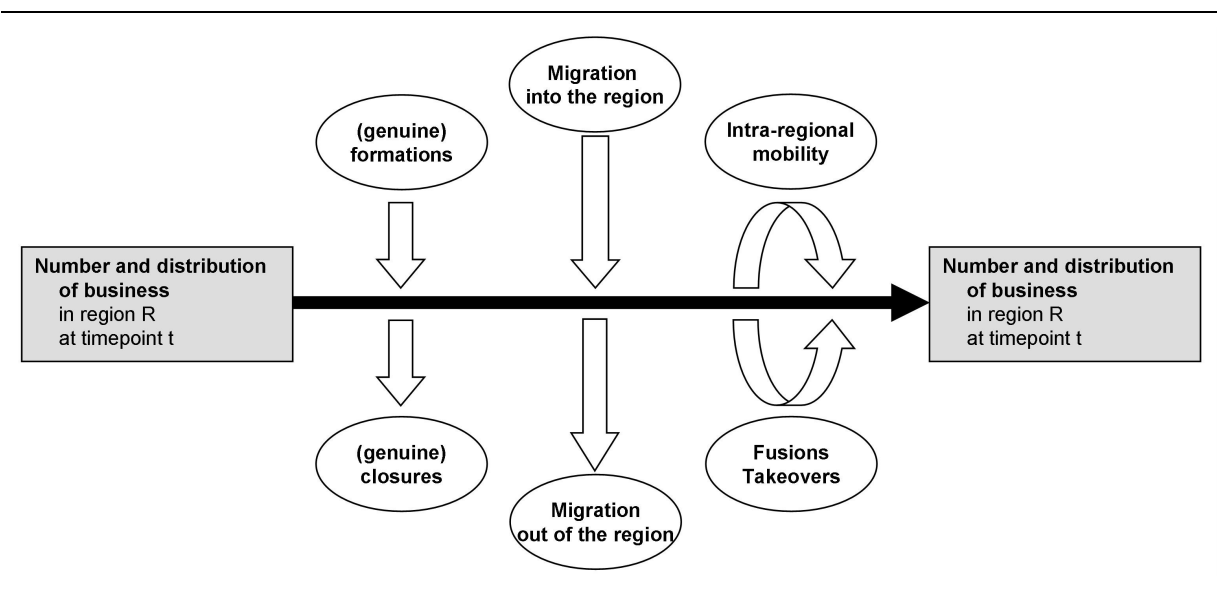 Migration
into the region
(genuine)
formations
Intra-regional
mobility
Number and distribution
of business
in region R
at timepoint t
Number and distribution
of business
in region R
at timepoint t
(genuine)
closures
Fusions
Takeovers
Migration
out of the region